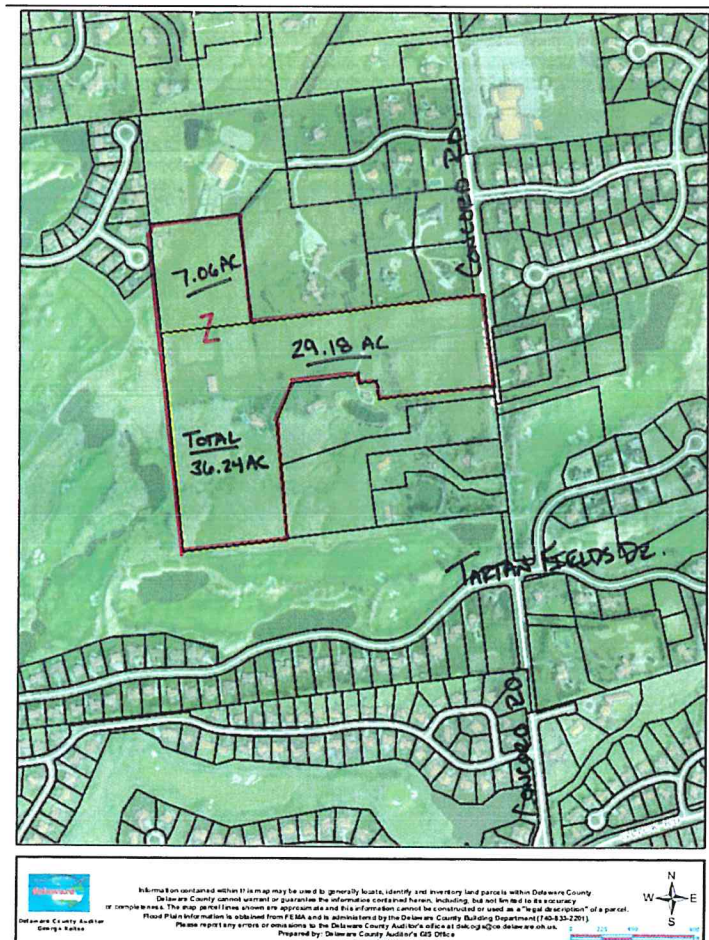 CONCORD RD
7.06 AC
Z
29.18 AC
TOTAL
36.24 AC
TARTAN FIELDS DR.
CONCORD RD
Delaware County Auditor
George Kaitsa
Information contained within this map may be used to generally locate, identify and inventory land parcels within Delaware County
Delaware County cannot warrant or guarantee the information contained herein, including, but not limited to its accuracy
or completeness. The map parcel lines shown are approximate and this information cannot be constructed or used as a "legal description" of a parcel.
Flood Plain Information is obtained from FEMA and is administered by the Delaware County Building Department (740-833-2201).
Please report any errors or omissions to the Delaware County Auditor's office at
Prepared by: Delaware County Auditor's GIS Office
N
W E
S